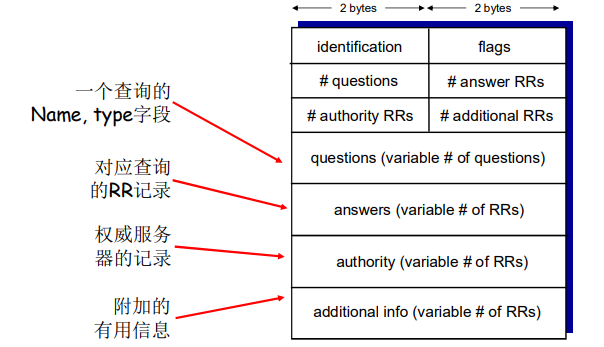 2 bytes
2 bytes
identification
flags
# questions
# answer RRs
# authority RRs
# additional RRs
一个查询的
Name, type字段
questions (variable # of questions)
对应查询
的RR记录
answers (variable # of RRs)
权威服务
器的记录
authority (variable # of RRs)
附加的
有用信息
additional info (variable # of RRs)